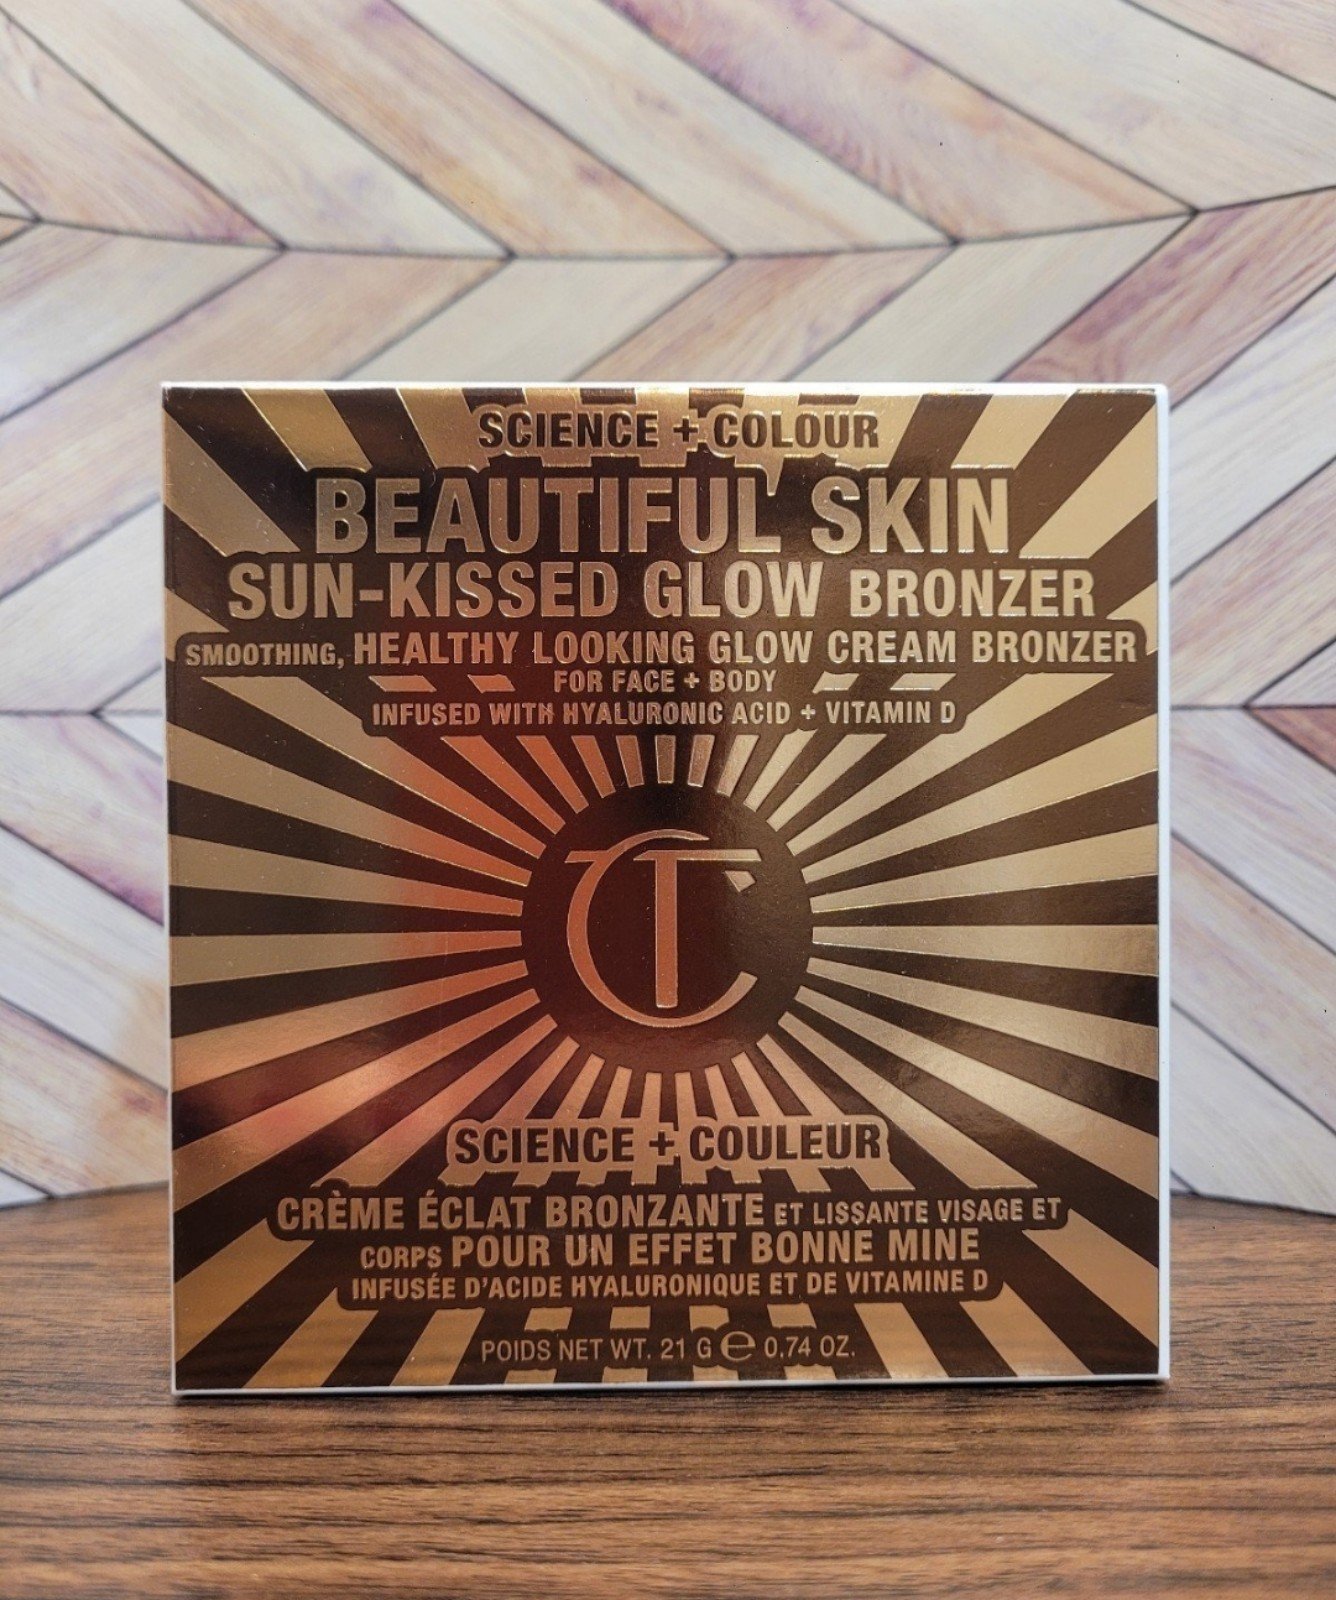 SCIENCE + COLOUR
BEAUTIFUL SKIN
SUN-KISSED GLOW BRONZER
SMOOTHING, HEALTHY LOOKING GLOW CREAM BRONZER
FOR FACE + BODY
INFUSED WITH HYALURONIC ACID + VITAMIN D
CT
SCIENCE + COULEUR
CRÈME ÉCLAT BRONZANTE ET LISSANTE VISAGE ET
CORPS POUR UN EFFET BONNE MINE
INFUSÉE D'ACIDE HYALURONIQUE ET DE VITAMINE D
POIDS NET WT. 21 G ℮ 0.74 OZ.